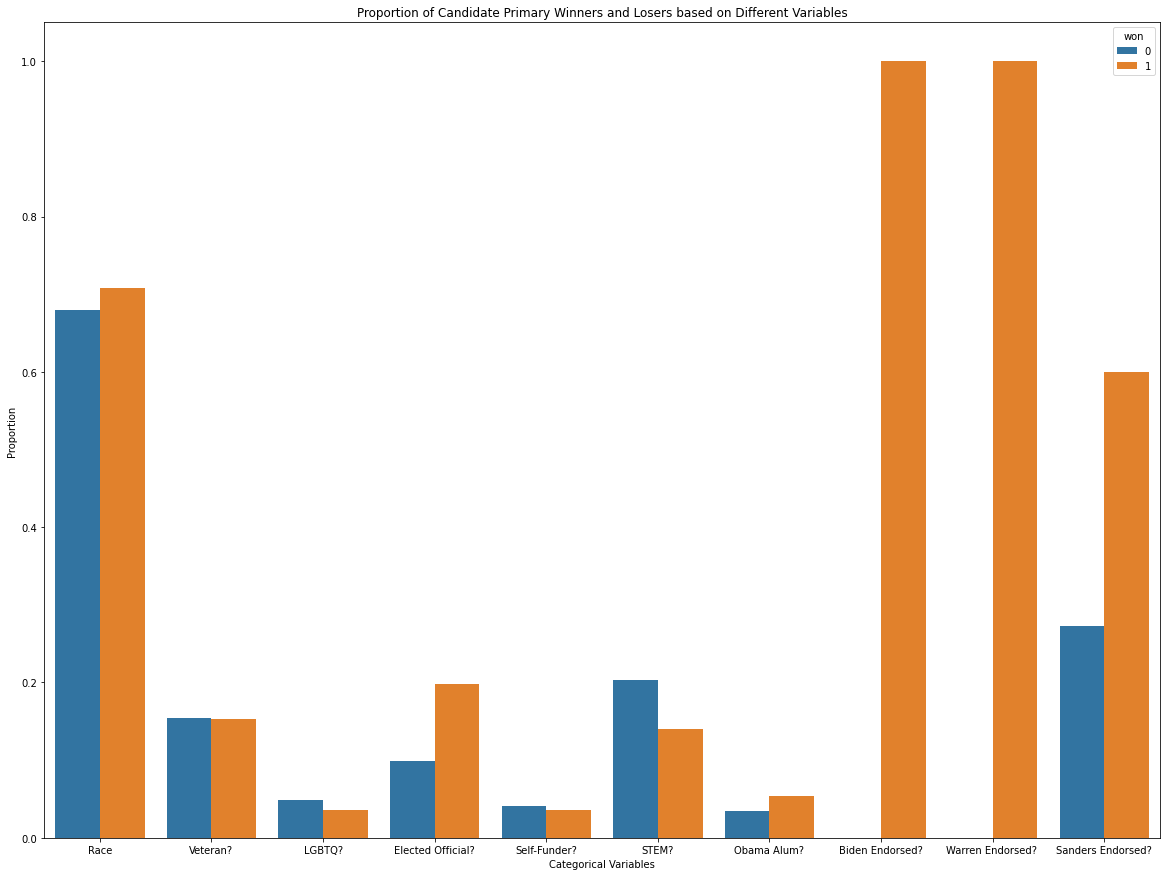 Proportion of Candidate Primary Winners and Losers based on Different Variables
won
0
1
1.0
0.8
0.6
0.4
0.2
0.0
Proportion
Race Veteran? LGBTQ? Elected Official? Self-Funder? STEM? Obama Alum? Biden Endorsed? Warren Endorsed? Sanders Endorsed?
Categorical Variables